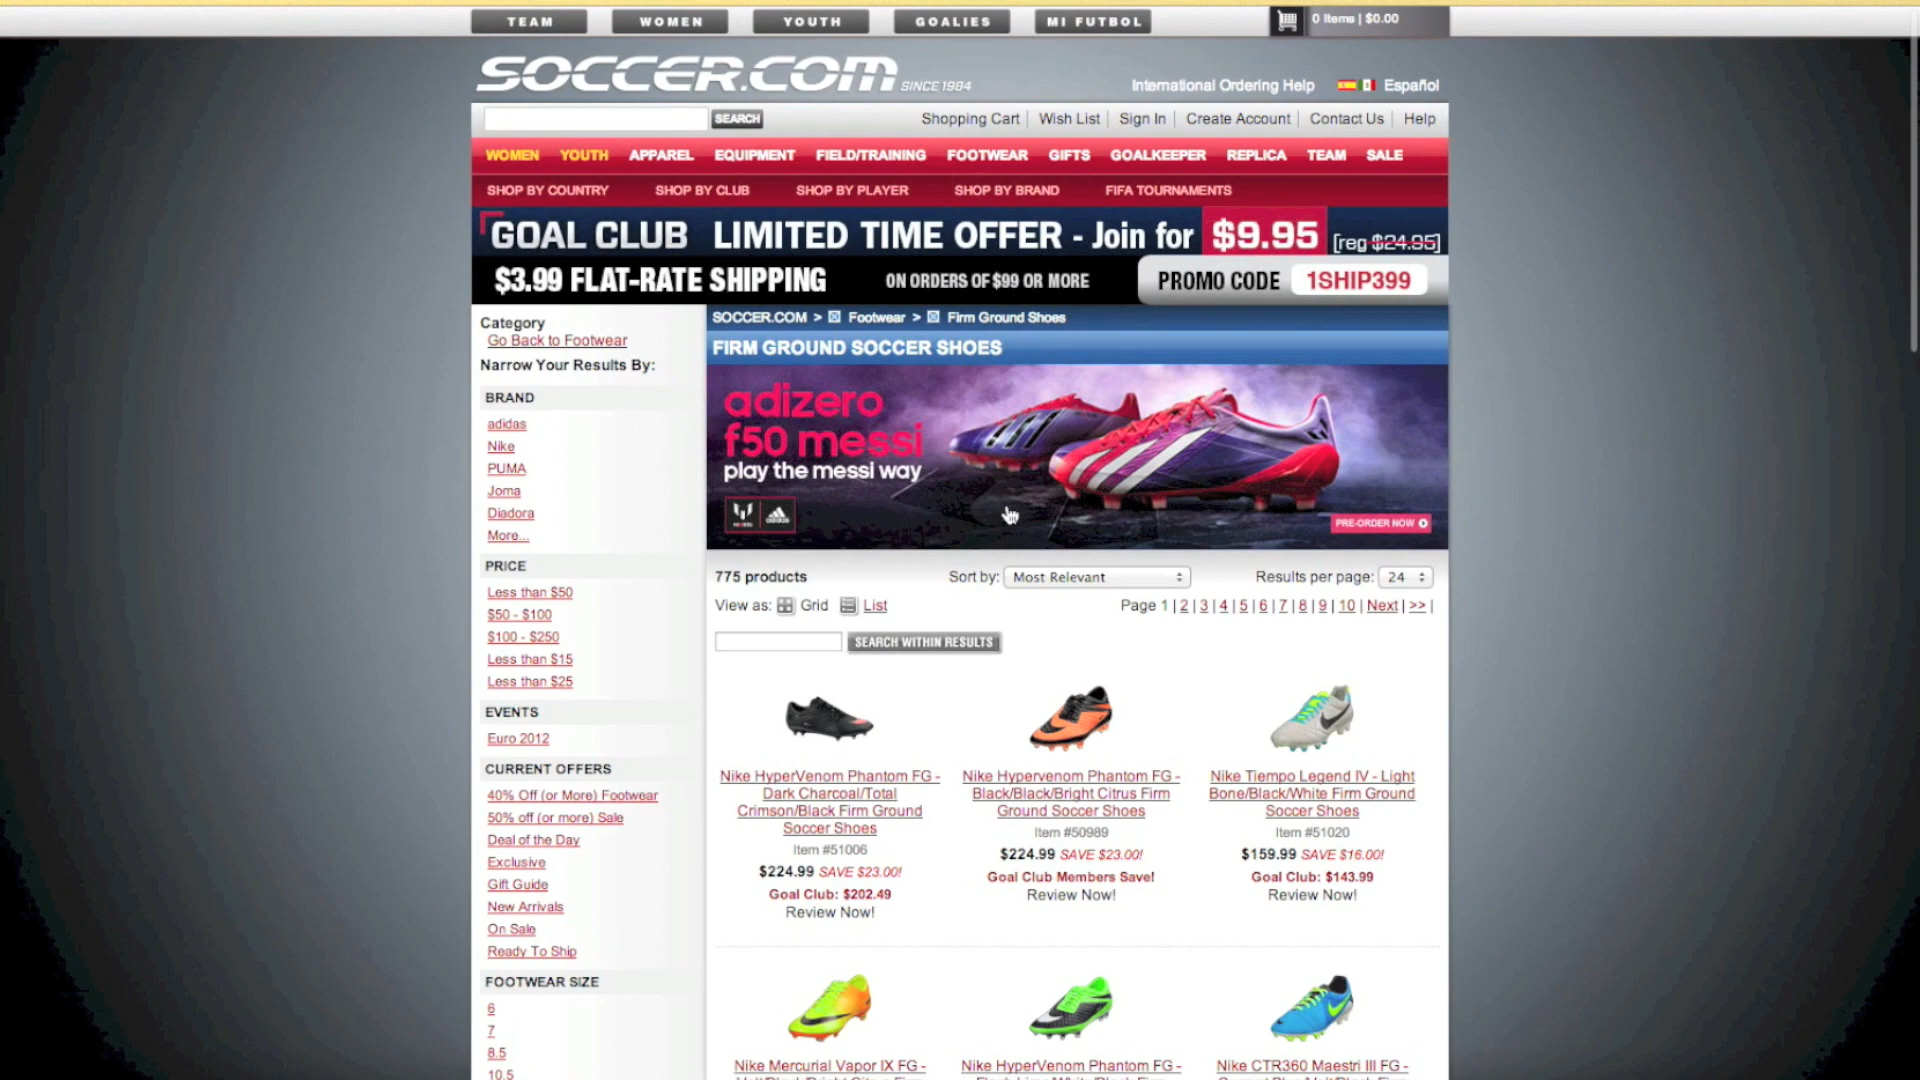 TEAM WOMEN YOUTH GOALIES MI FUTBOL 0 Items | $0.00
SOCCER.COM SINCE 1984
International Ordering Help Español
SEARCH Shopping Cart | Wish List | Sign In | Create Account | Contact Us | Help
WOMEN YOUTH APPAREL EQUIPMENT FIELD/TRAINING FOOTWEAR GIFTS GOALKEEPER REPLICA TEAM SALE
SHOP BY COUNTRY SHOP BY CLUB SHOP BY PLAYER SHOP BY BRAND FIFA TOURNAMENTS
GOAL CLUB LIMITED TIME OFFER - Join for $9.95 [reg $24.95]
$3.99 FLAT-RATE SHIPPING ON ORDERS OF $99 OR MORE PROMO CODE 1SHIP399
Category
Go Back to Footwear
Narrow Your Results By:
BRAND
adidas
Nike
PUMA
Joma
Diadora
More...
PRICE
Less than $50
$50 - $100
$100 - $250
Less than $15
Less than $25
EVENTS
Euro 2012
CURRENT OFFERS
40% Off (or More) Footwear
50% off (or more) Sale
Deal of the Day
Exclusive
Gift Guide
New Arrivals
On Sale
Ready To Ship
FOOTWEAR SIZE
6
7
8.5
10.5
SOCCER.COM > Footwear > Firm Ground Shoes
FIRM GROUND SOCCER SHOES
adizero
f50 messi
play the messi way
PRE-ORDER NOW
775 products Sort by: Most Relevant Results per page: 24
View as: Grid List Page 1 | 2 | 3 | 4 | 5 | 6 | 7 | 8 | 9 | 10 | Next | >> |
SEARCH WITHIN RESULTS
Nike HyperVenom Phantom FG -
Dark Charcoal/Total
Crimson/Black Firm Ground
Soccer Shoes
Item #51006
$224.99 SAVE $23.00!
Goal Club: $202.49
Review Now!
Nike Hypervenom Phantom FG -
Black/Black/Bright Citrus Firm
Ground Soccer Shoes
Item #50989
$224.99 SAVE $23.00!
Goal Club Members Save!
Review Now!
Nike Tiempo Legend IV - Light
Bone/Black/White Firm Ground
Soccer Shoes
Item #51020
$159.99 SAVE $16.00!
Goal Club: $143.99
Review Now!
Nike Mercurial Vapor IX FG -
Nike HyperVenom Phantom FG -
Nike CTR360 Maestri III FG -